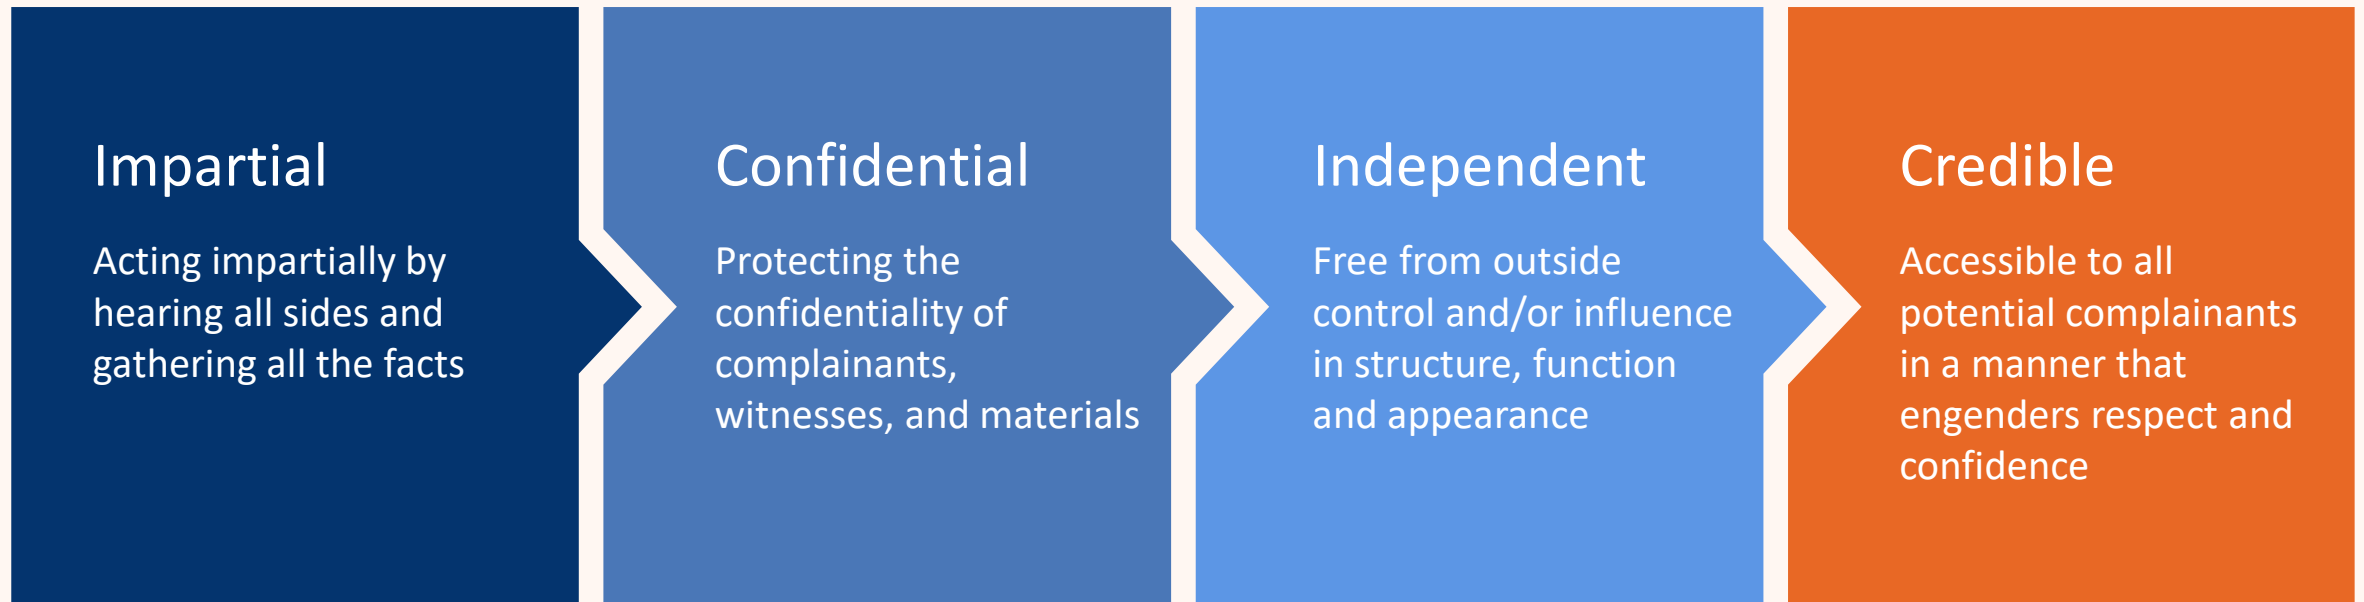 Impartial
Acting impartially by
hearing all sides and
gathering all the facts
Confidential
Protecting the
confidentiality of
complainants,
witnesses, and materials
Independent
Free from outside
control and/or influence
in structure, function
and appearance
Credible
Accessible to all
potential complainants
in a manner that
engenders respect and
confidence